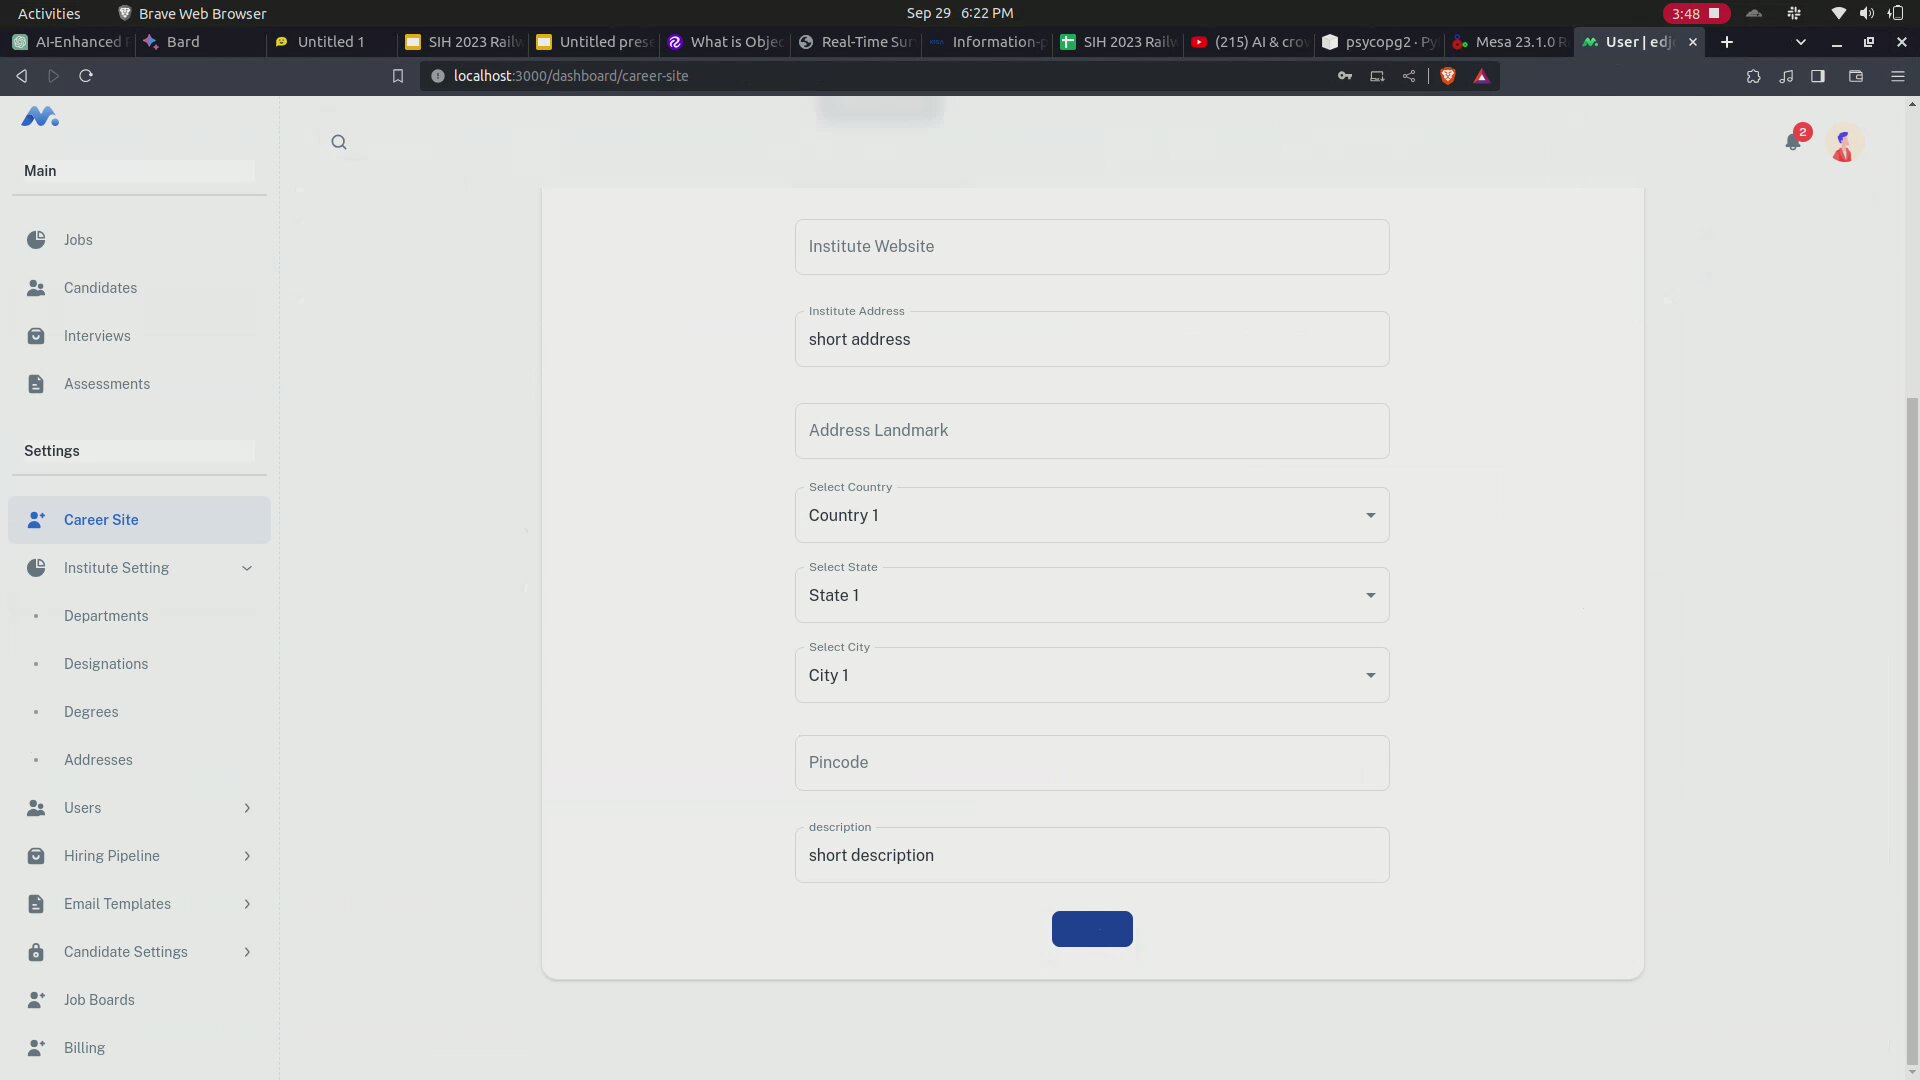 Activities
Brave Web Browser
Sep 29 6:22 PM
3:48
AI-Enhanced
Bard
Untitled 1
SIH 2023 Railw
Untitled prese
What is Objec
Real-Time Sur
Information-p
SIH 2023 Railw
(215) AI & crow
psycopg2 · Py
Mesa 23.1.0 R
User | edj
localhost:3000/dashboard/career-site
2
Main
Jobs
Candidates
Interviews
Assessments
Settings
Career Site
Institute Setting
Departments
Designations
Degrees
Addresses
Users
Hiring Pipeline
Email Templates
Candidate Settings
Job Boards
Billing
Institute Website
Institute Address
short address
Address Landmark
Select Country
Country 1
Select State
State 1
Select City
City 1
Pincode
description
short description